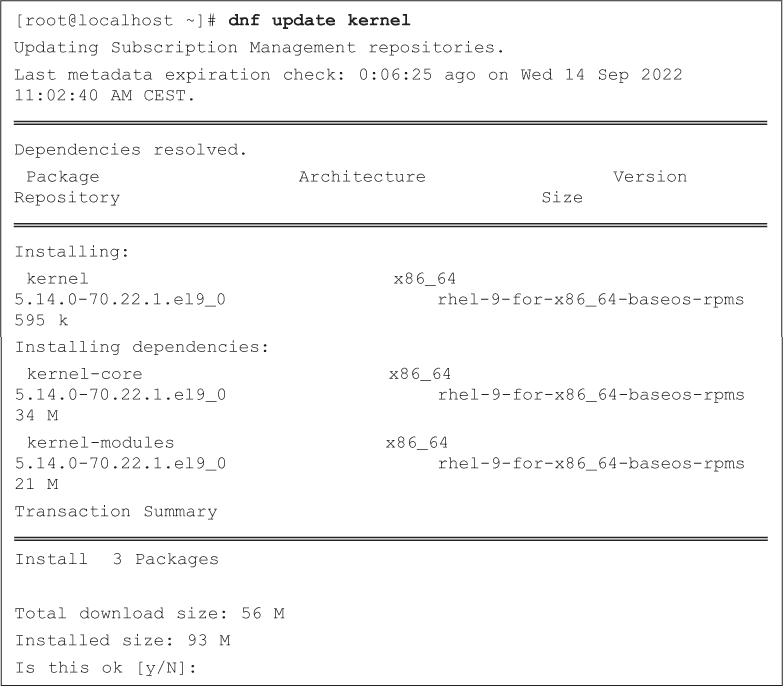 [root@localhost ~]# dnf update kernel
Updating Subscription Management repositories.
Last metadata expiration check: 0:06:25 ago on Wed 14 Sep 2022
11:02:40 AM CEST.
Dependencies resolved.
Package Architecture Version
Repository Size
Installing:
kernel x86_64
5.14.0-70.22.1.el9_0 rhel-9-for-x86_64-baseos-rpms
595 k
Installing dependencies:
kernel-core x86_64
5.14.0-70.22.1.el9_0 rhel-9-for-x86_64-baseos-rpms
34 M
kernel-modules x86_64
5.14.0-70.22.1.el9_0 rhel-9-for-x86_64-baseos-rpms
21 M
Transaction Summary
Install 3 Packages
Total download size: 56 M
Installed size: 93 M
Is this ok [y/N]: